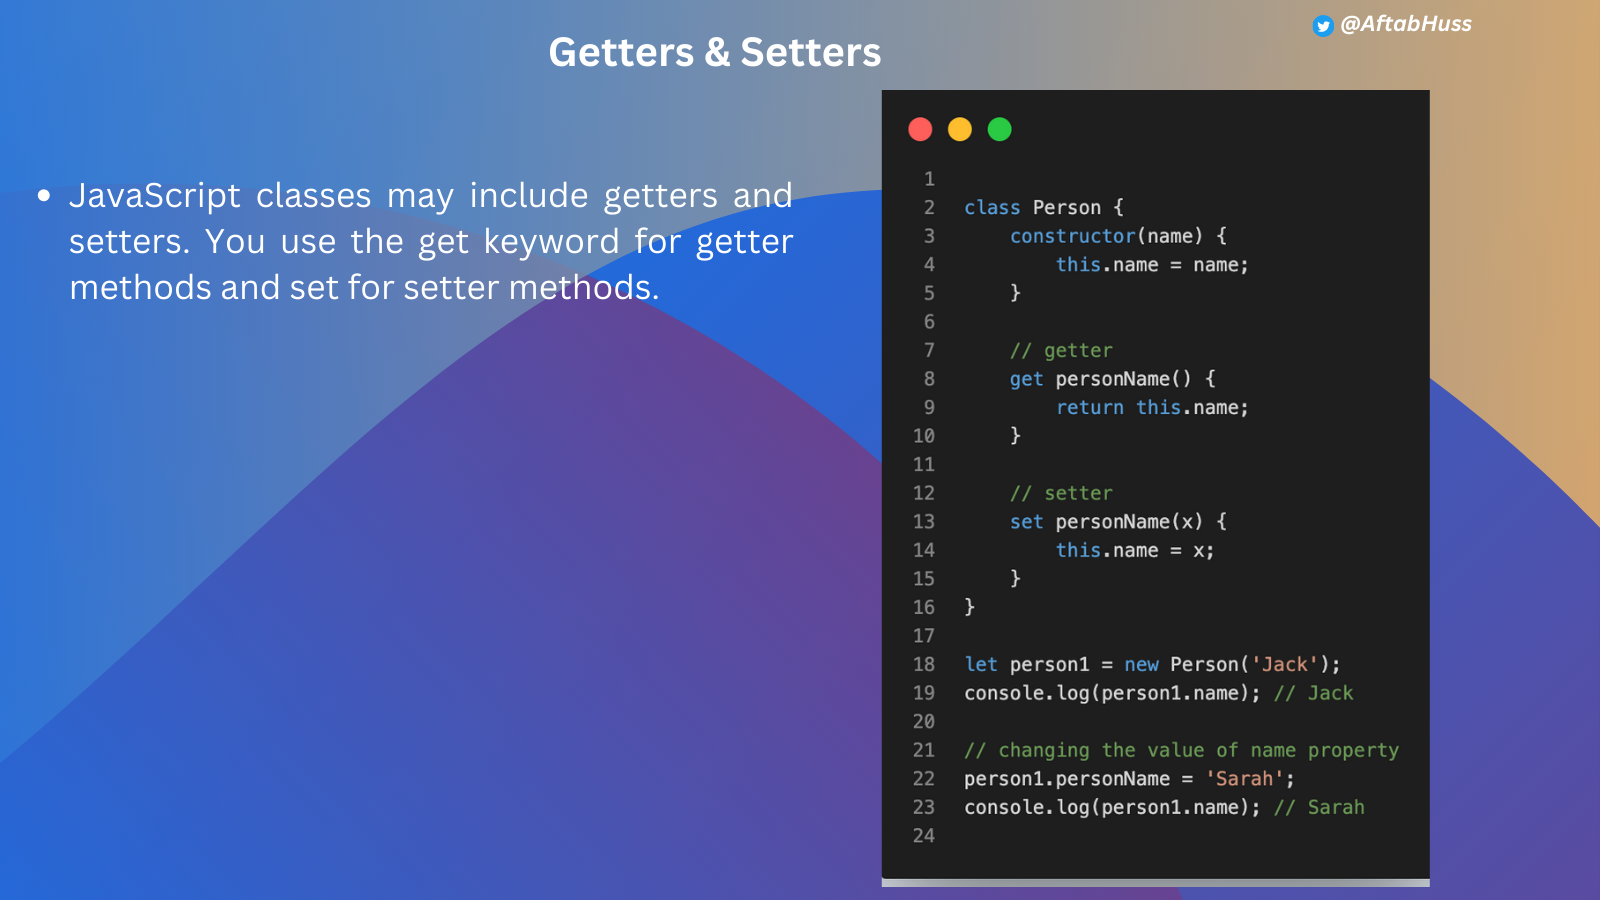 @AftabHuss
Getters & Setters
• JavaScript classes may include getters and
setters. You use the get keyword for getter
methods and set for setter methods.
1
2 class Person {
3     constructor(name) {
4         this.name = name;
5     }
6
7     // getter
8     get personName() {
9         return this.name;
10     }
11
12     // setter
13     set personName(x) {
14         this.name = x;
15     }
16 }
17
18 let person1 = new Person('Jack');
19 console.log(person1.name); // Jack
20
21 // changing the value of name property
22 person1.personName = 'Sarah';
23 console.log(person1.name); // Sarah
24